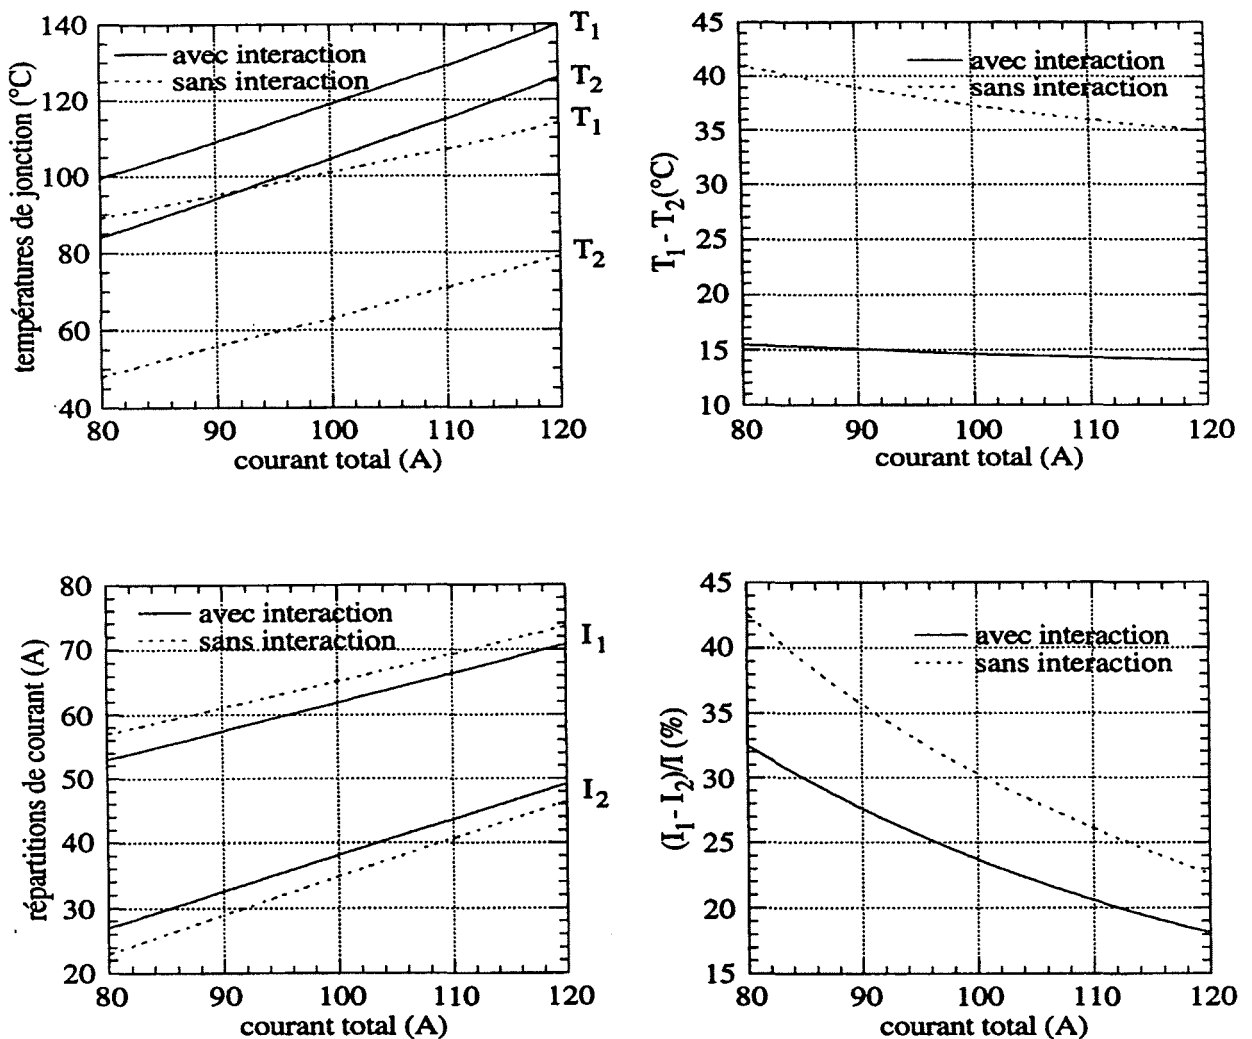 températures de jonction (°C)
140
120
100
80
60
40
avec interaction
sans interaction
T1
T2
T1
T2
80 90 100 110 120
courant total (A)
T1 - T2(°C)
45
40
35
30
25
20
15
10
avec interaction
sans interaction
80 90 100 110 120
courant total (A)
répartitions de courant (A)
80
70
60
50
40
30
20
avec interaction
sans interaction
I1
I2
80 90 100 110 120
courant total (A)
(I1 - I2)/I (%)
45
40
35
30
25
20
15
avec interaction
sans interaction
80 90 100 110 120
courant total (A)